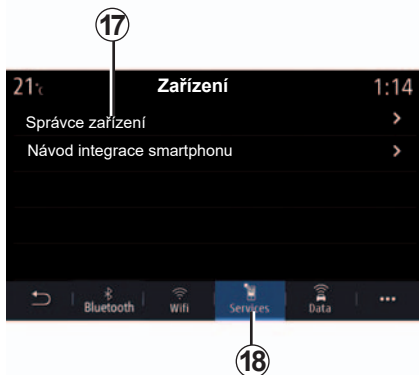 17
21°c Zařízení 1:14
Správce zařízení
Návod integrace smartphonu
Bluetooth Wifi Services Data
18